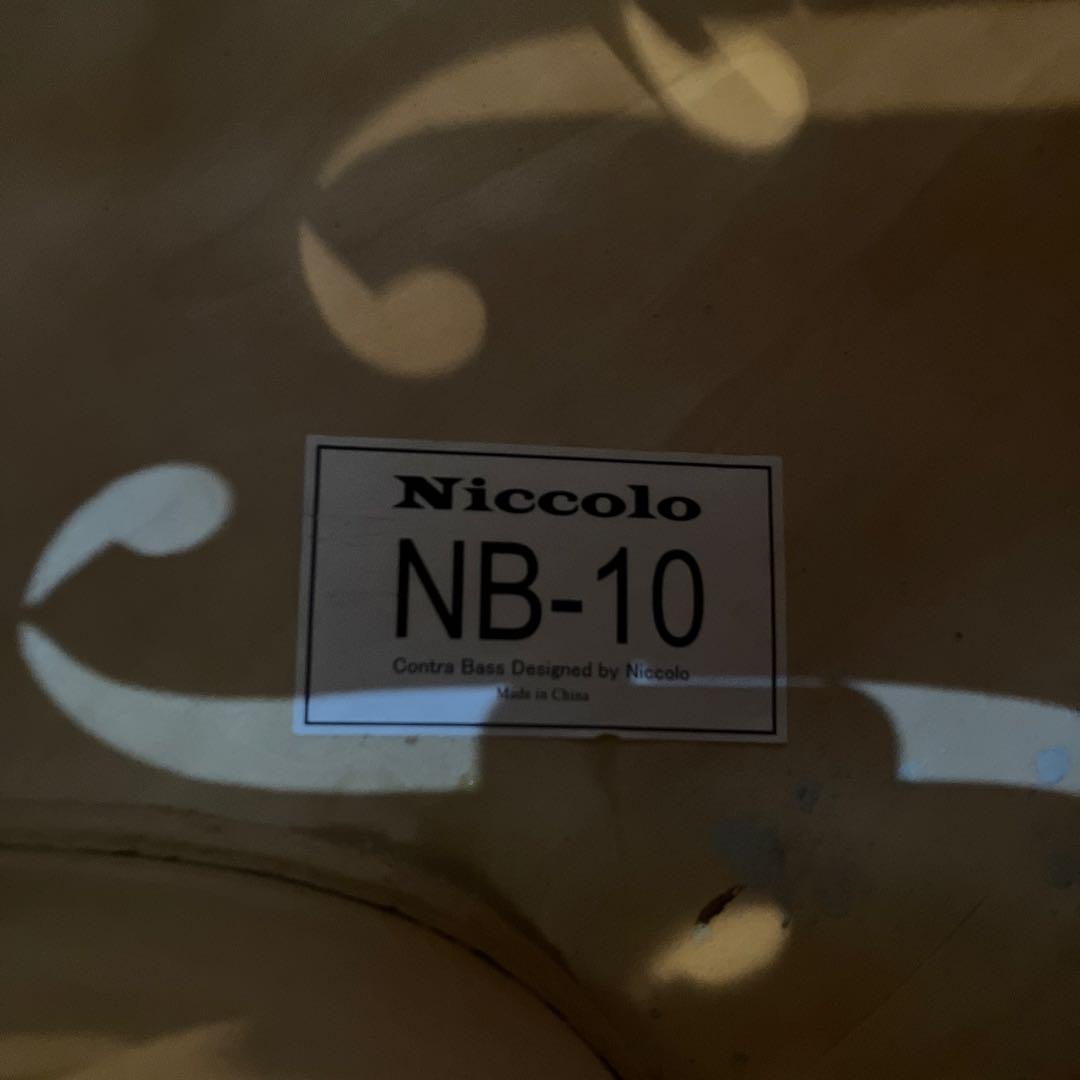 Niccolo
NB-10
Contra Bass Designed by Niccolo
Made in China